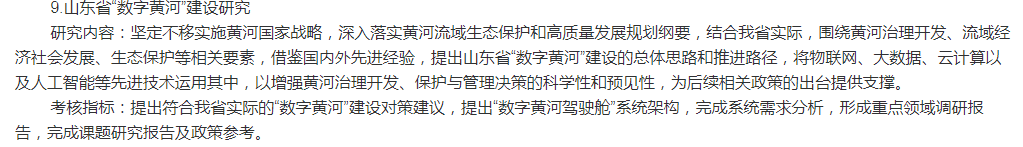 9.山东省“数字黄河”建设研究
研究内容：坚定不移实施黄河国家战略，深入落实黄河流域生态保护和高质量发展规划纲要，结合我省实际，围绕黄河治理开发、流域经
济社会发展、生态保护等相关要素，借鉴国内外先进经验，提出山东省“数字黄河”建设的总体思路和推进路径，将物联网、大数据、云计算以
及人工智能等先进技术运用其中，以增强黄河治理开发、保护与管理决策的科学性和预见性，为后续相关政策的出台提供支撑。
考核指标：提出符合我省实际的“数字黄河”建设对策建议，提出“数字黄河驾驶舱”系统架构，完成系统需求分析，形成重点领域调研报
告，完成课题研究报告及政策参考。